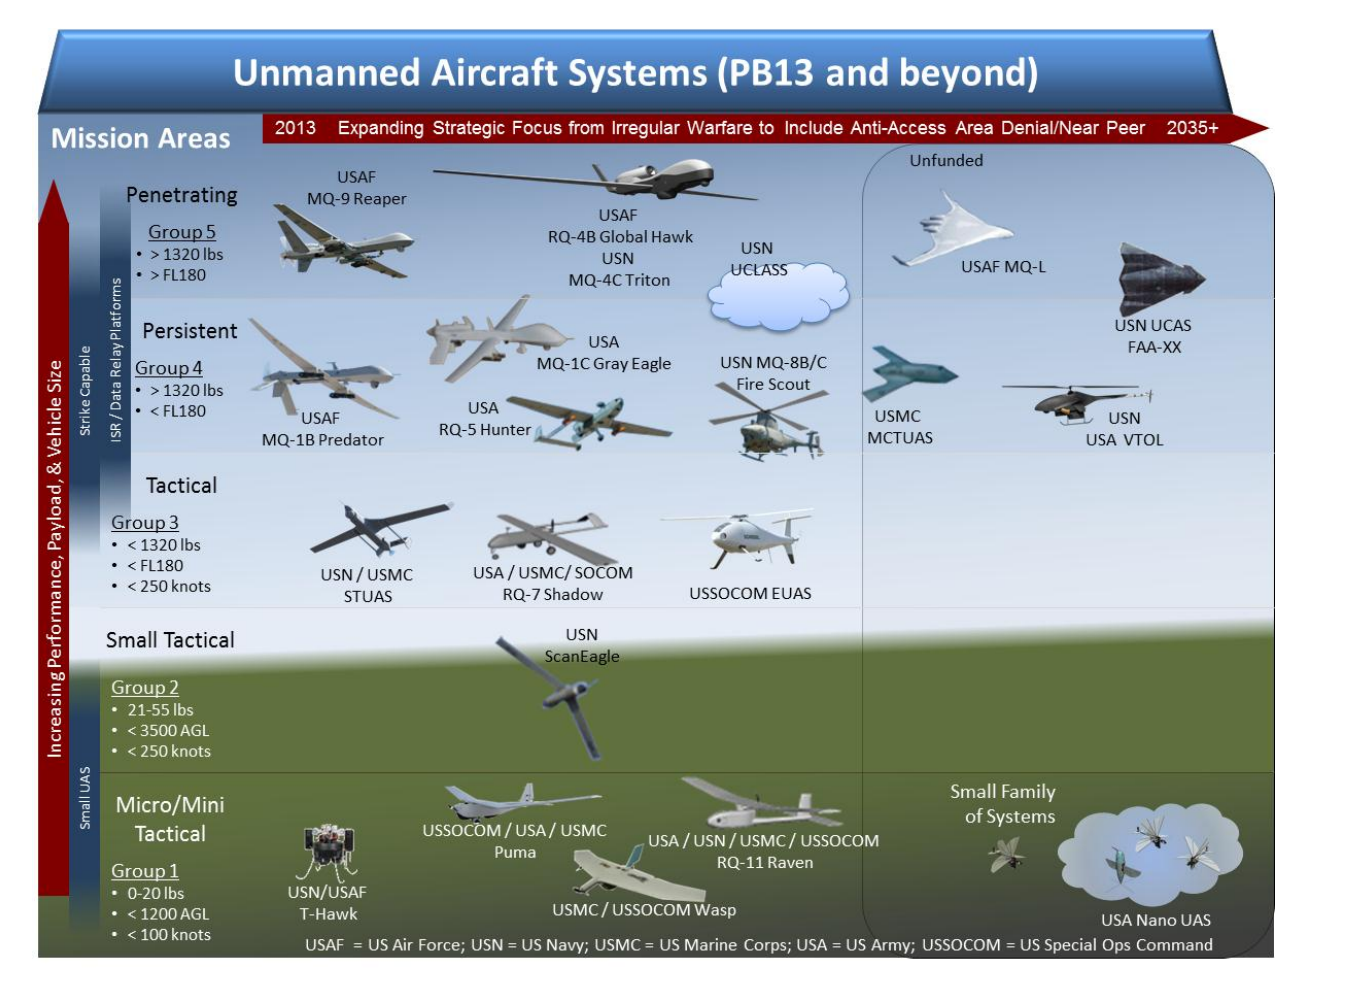 Unmanned Aircraft Systems (PB13 and beyond)
Mission Areas
2013 Expanding Strategic Focus from Irregular Warfare to Include Anti-Access Area Denial/Near Peer 2035+
Increasing Performance, Payload, & Vehicle Size
Strike Capable
ISR / Data Relay Platforms
Small UAS
Penetrating
Group 5
• > 1320 lbs
• > FL180
USAF
MQ-9 Reaper
USAF
RQ-4B Global Hawk
USN
MQ-4C Triton
USN
UCLASS
Unfunded
USAF MQ-L
USN UCAS
FAA-XX
Persistent
Group 4
• > 1320 lbs
• < FL180
USAF
MQ-1B Predator
USA
MQ-1C Gray Eagle
USA
RQ-5 Hunter
USN MQ-8B/C
Fire Scout
USMC
MCTUAS
USN
USA VTOL
Tactical
Group 3
• < 1320 lbs
• < FL180
• < 250 knots
USN / USMC
STUAS
USA / USMC/ SOCOM
RQ-7 Shadow
USSOCOM EUAS
Small Tactical
Group 2
• 21-55 lbs
• < 3500 AGL
• < 250 knots
USN
ScanEagle
Micro/Mini
Tactical
Group 1
• 0-20 lbs
• < 1200 AGL
• < 100 knots
USN/USAF
T-Hawk
USSOCOM / USA / USMC
Puma
USA / USN / USMC / USSOCOM
RQ-11 Raven
USMC / USSOCOM Wasp
Small Family
of Systems
USA Nano UAS
USAF = US Air Force; USN = US Navy; USMC = US Marine Corps; USA = US Army; USSOCOM = US Special Ops Command